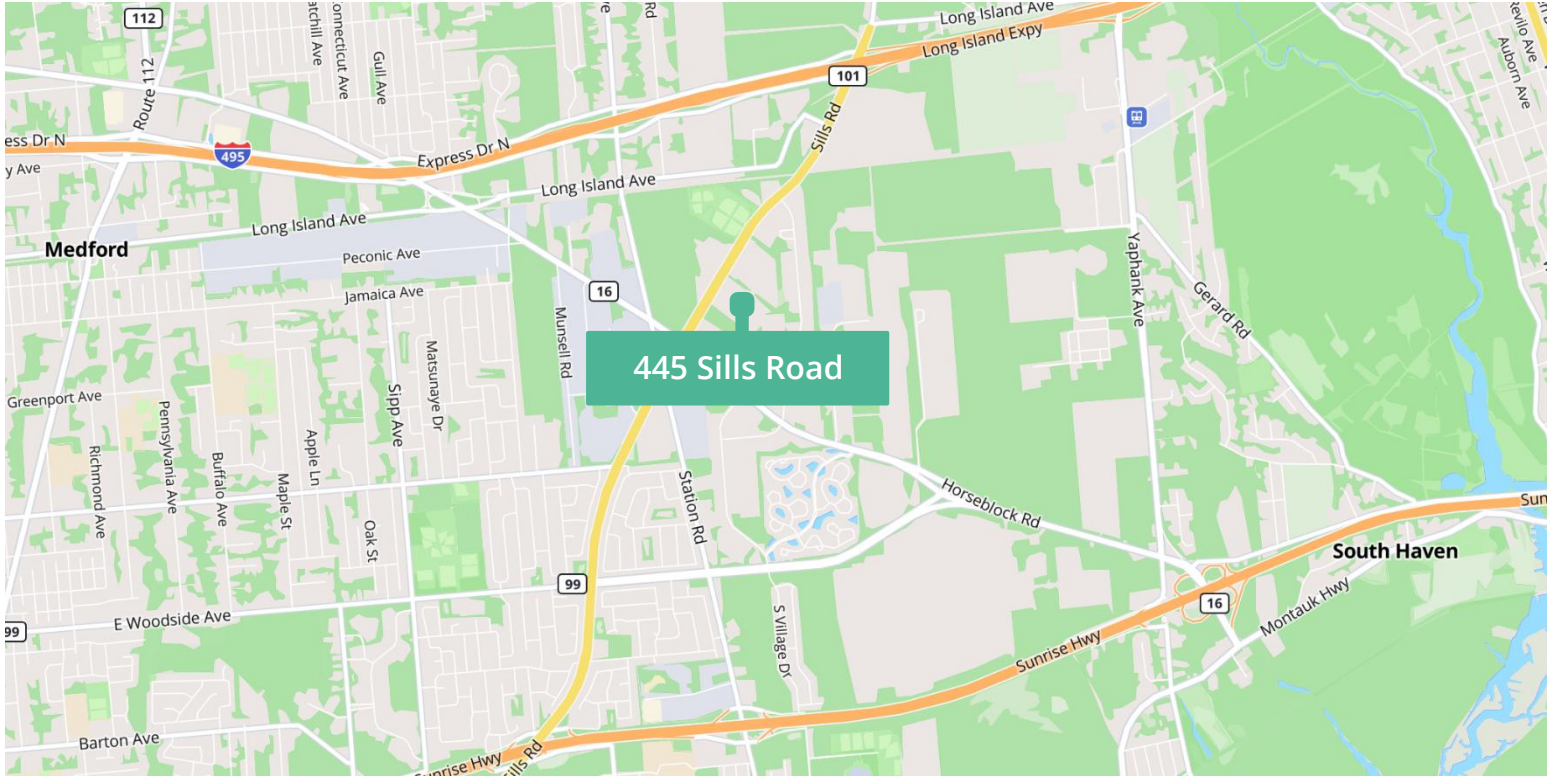 112
Long Island Ave
Long Island Expy
Route 112
Gull Ave
101
Auborn Ave
495
Express Dr N
Sills Rd
Long Island Ave
Long Island Ave
Medford
Peconic Ave
Jamaica Ave
16
Yaphank Ave
Gerard Rd
Munsell Rd
Matsunaye Dr
445 Sills Road
Greenport Ave
Sipp Ave
Pennsylvania Ave
Richmond Ave
Buffalo Ave
Apple Ln
Maple St
Oak St
Station Rd
Horseblock Rd
South Haven
99
16
E Woodside Ave
99
S Village Dr
Montauk Hwy
Sunrise Hwy
Barton Ave
Sunrise Hwy
Sills Rd